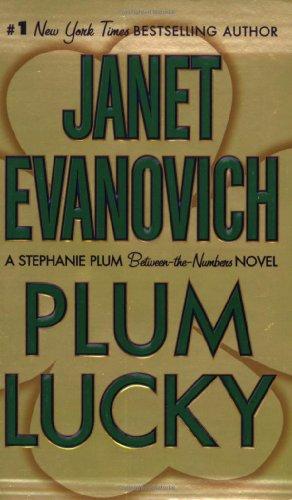 #1 New York Times BESTSELLING AUTHOR
JANET
EVANOVICH
A STEPHANIE PLUM Between-the-Numbers NOVEL
PLUM
LUCKY